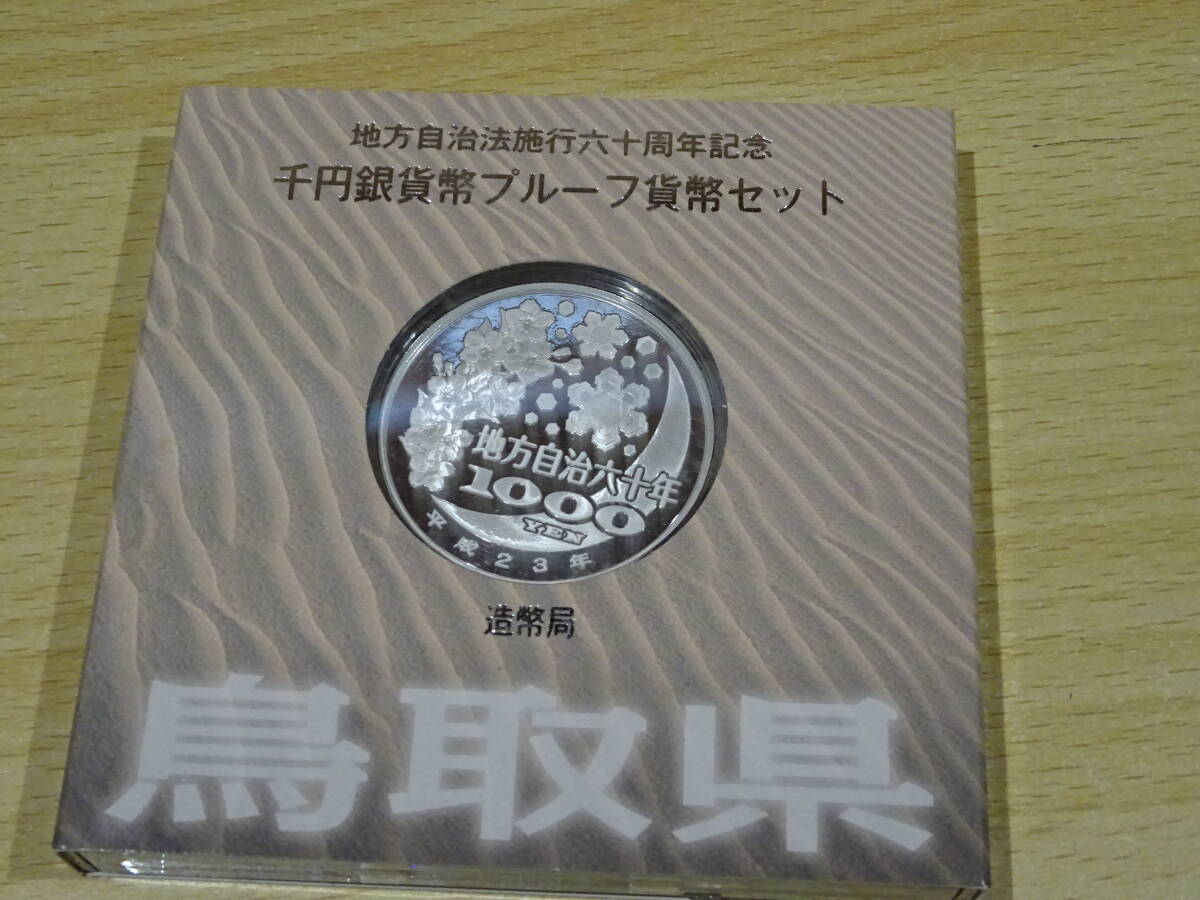 地方自治法施行六十周年記念
千円銀貨幣プルーフ貨幣セット
地方自治六十年
1000
YEN
平成23年
造幣局
鳥取県